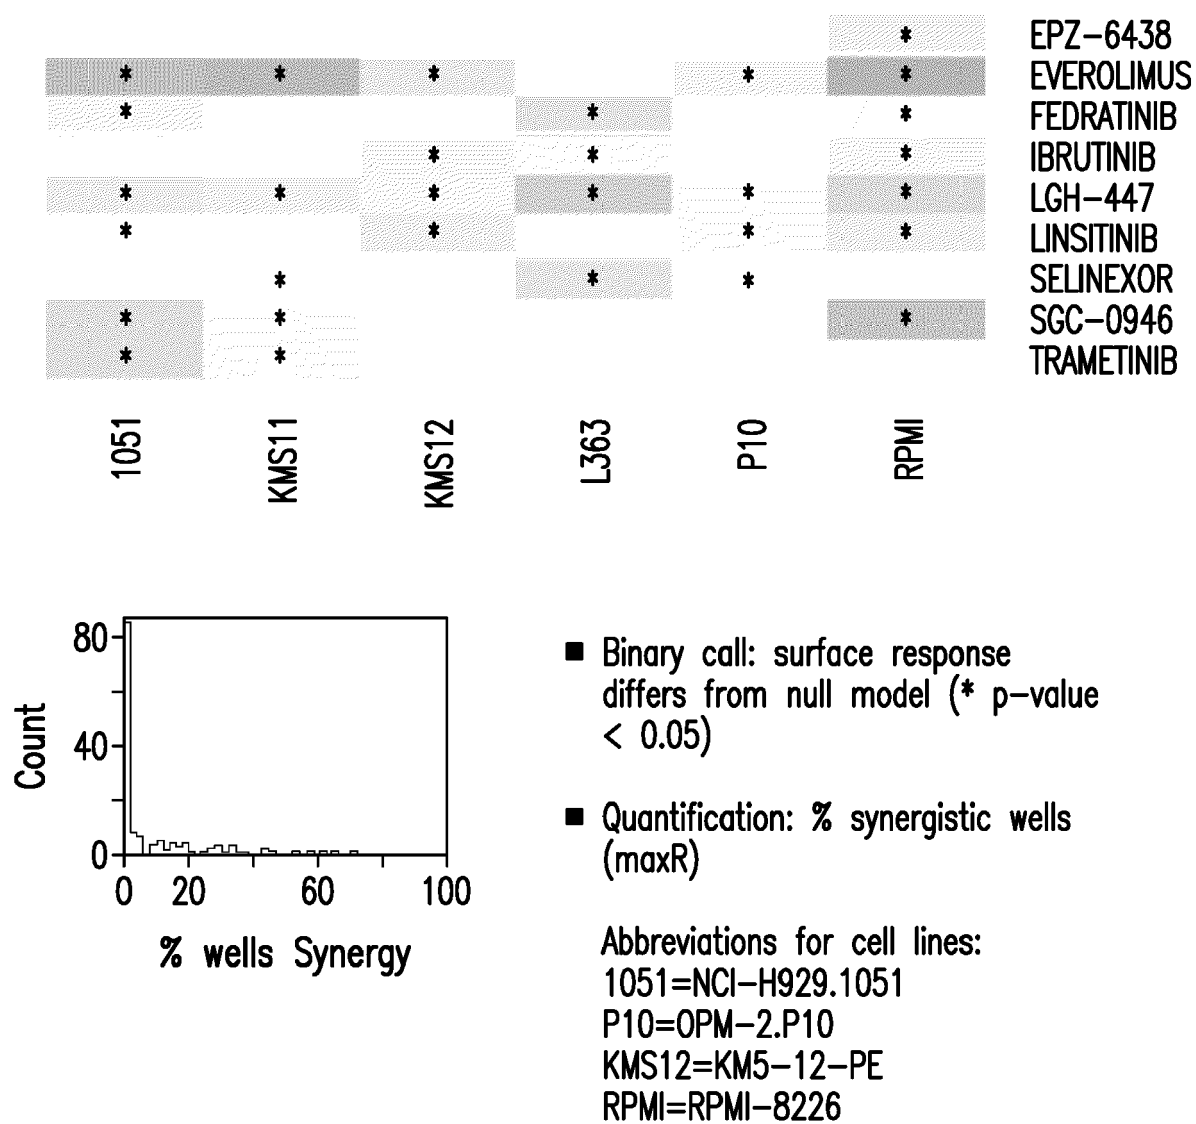 * EPZ-6438
* * * * * EVEROLIMUS
* * * FEDRATINIB
* * * IBRUTINIB
* * * * * * LGH-447
* * * * LINSITINIB
* * * SELINEXOR
* * * SGC-0946
* * TRAMETINIB
1051 KMS11 KMS12 L363 P10 RPMI
80
40
0
Count
0 20 60 100
% wells Synergy
■ Binary call: surface response
differs from null model (* p-value
< 0.05)
■ Quantification: % synergistic wells
(maxR)
Abbreviations for cell lines:
1051=NCI-H929.1051
P10=OPM-2.P10
KMS12=KM5-12-PE
RPMI=RPMI-8226